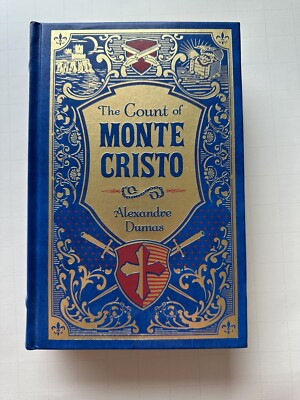 The Count of
MONTE
CRISTO
Alexandre
Dumas